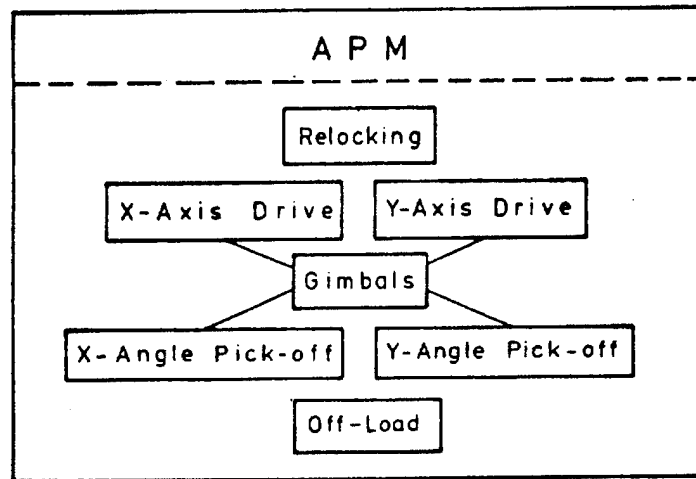 APM
Relocking
X-Axis Drive
Y-Axis Drive
Gimbals
X-Angle Pick-off
Y-Angle Pick-off
Off-Load